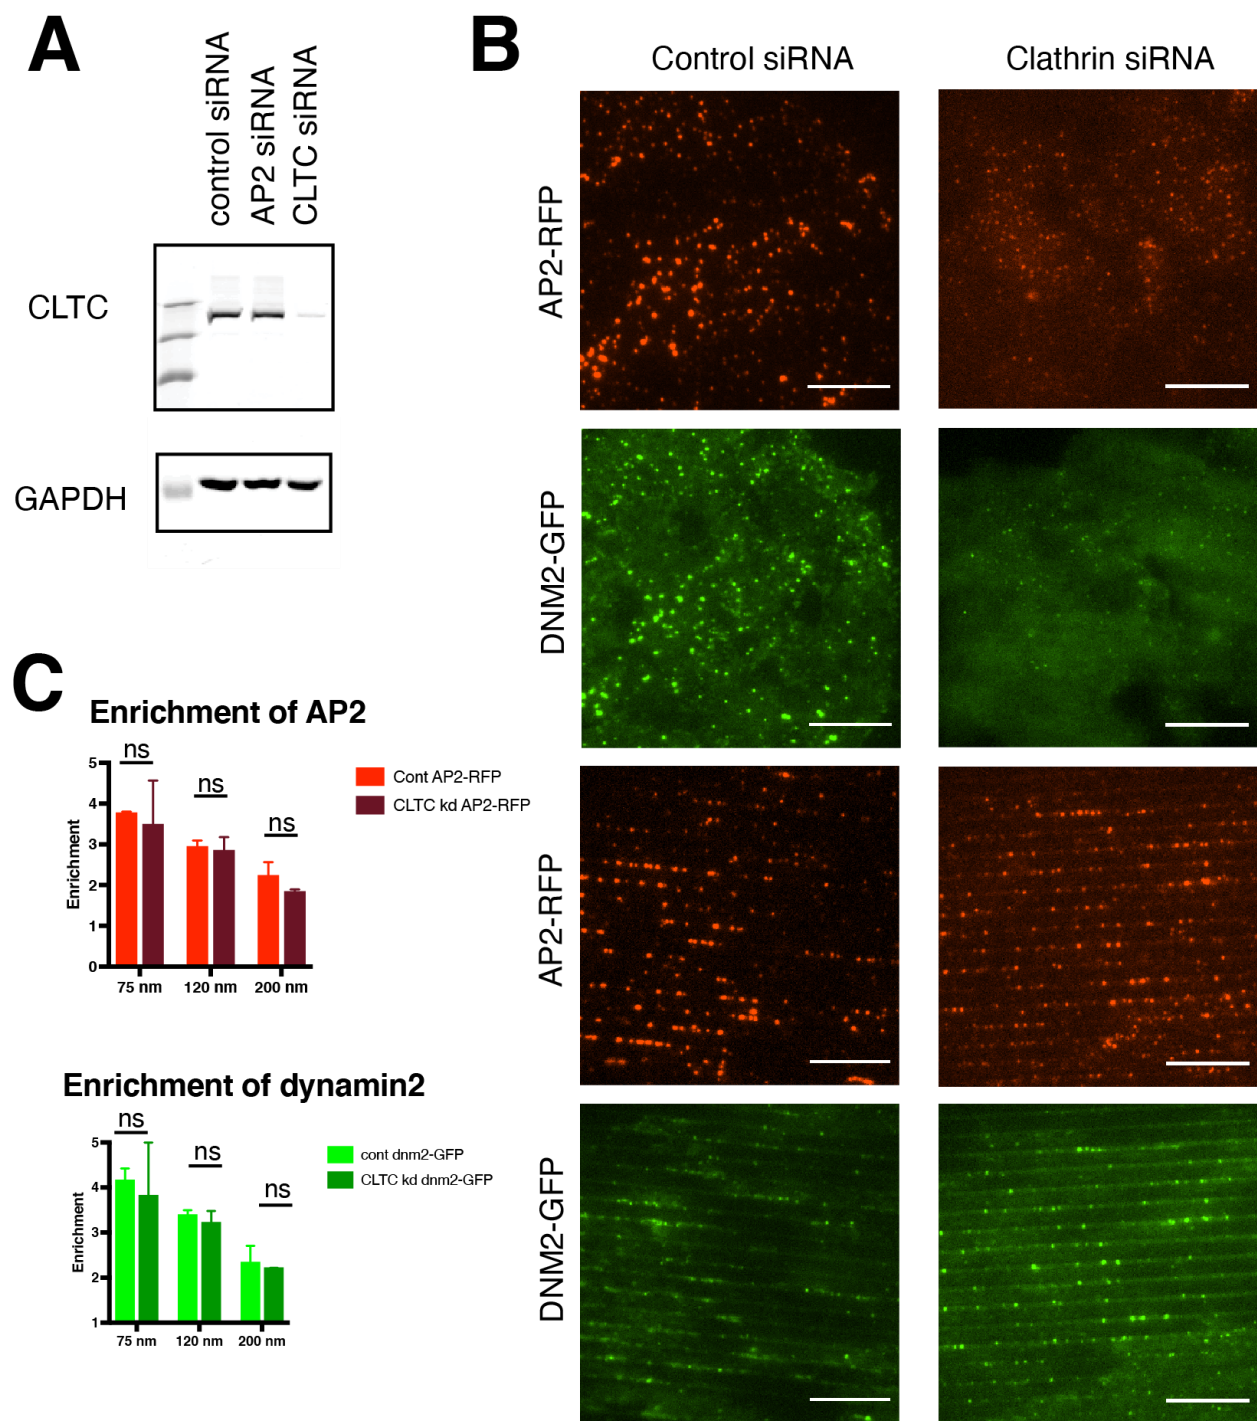 A
control siRNA
AP2 siRNA
CLTC siRNA
CLTC
GAPDH
B
Control siRNA
Clathrin siRNA
AP2-RFP
DNM2-GFP
AP2-RFP
DNM2-GFP
C
Enrichment of AP2
ns
ns
ns
5
4
3
2
1
0
Enrichment
75 nm
120 nm
200 nm
Cont AP2-RFP
CLTC kd AP2-RFP
Enrichment of dynamin2
ns
ns
ns
5
4
3
2
1
Enrichment
75 nm
120 nm
200 nm
cont dnm2-GFP
CLTC kd dnm2-GFP